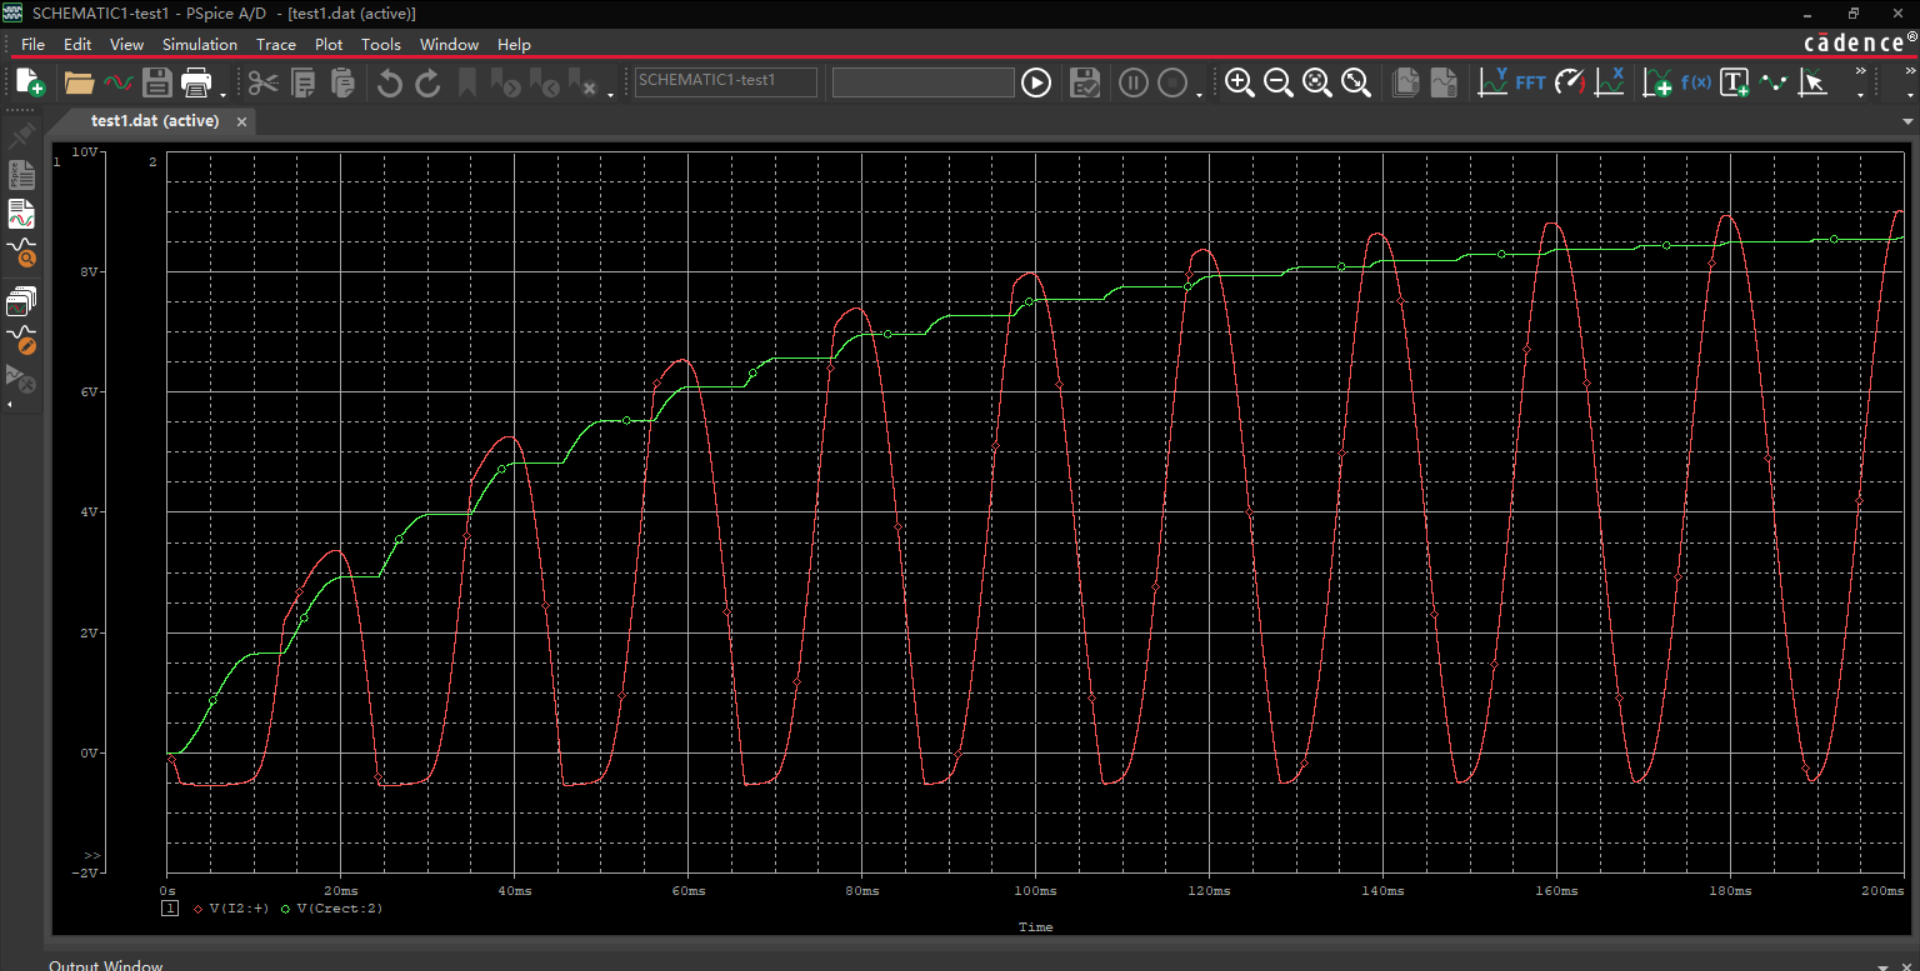 SCHEMATIC1-test1 - PSpice A/D - [test1.dat (active)]
File Edit View Simulation Trace Plot Tools Window Help
cādence®
SCHEMATIC1-test1
Y
FFT
X
f(x)
T
test1.dat (active)
PSpice
1
2
10V
8V
6V
4V
2V
0V
>>
-2V
0s 20ms 40ms 60ms 80ms 100ms 120ms 140ms 160ms 180ms 200ms
1 V(I2:+) V(Crect:2)
Time
Output Window